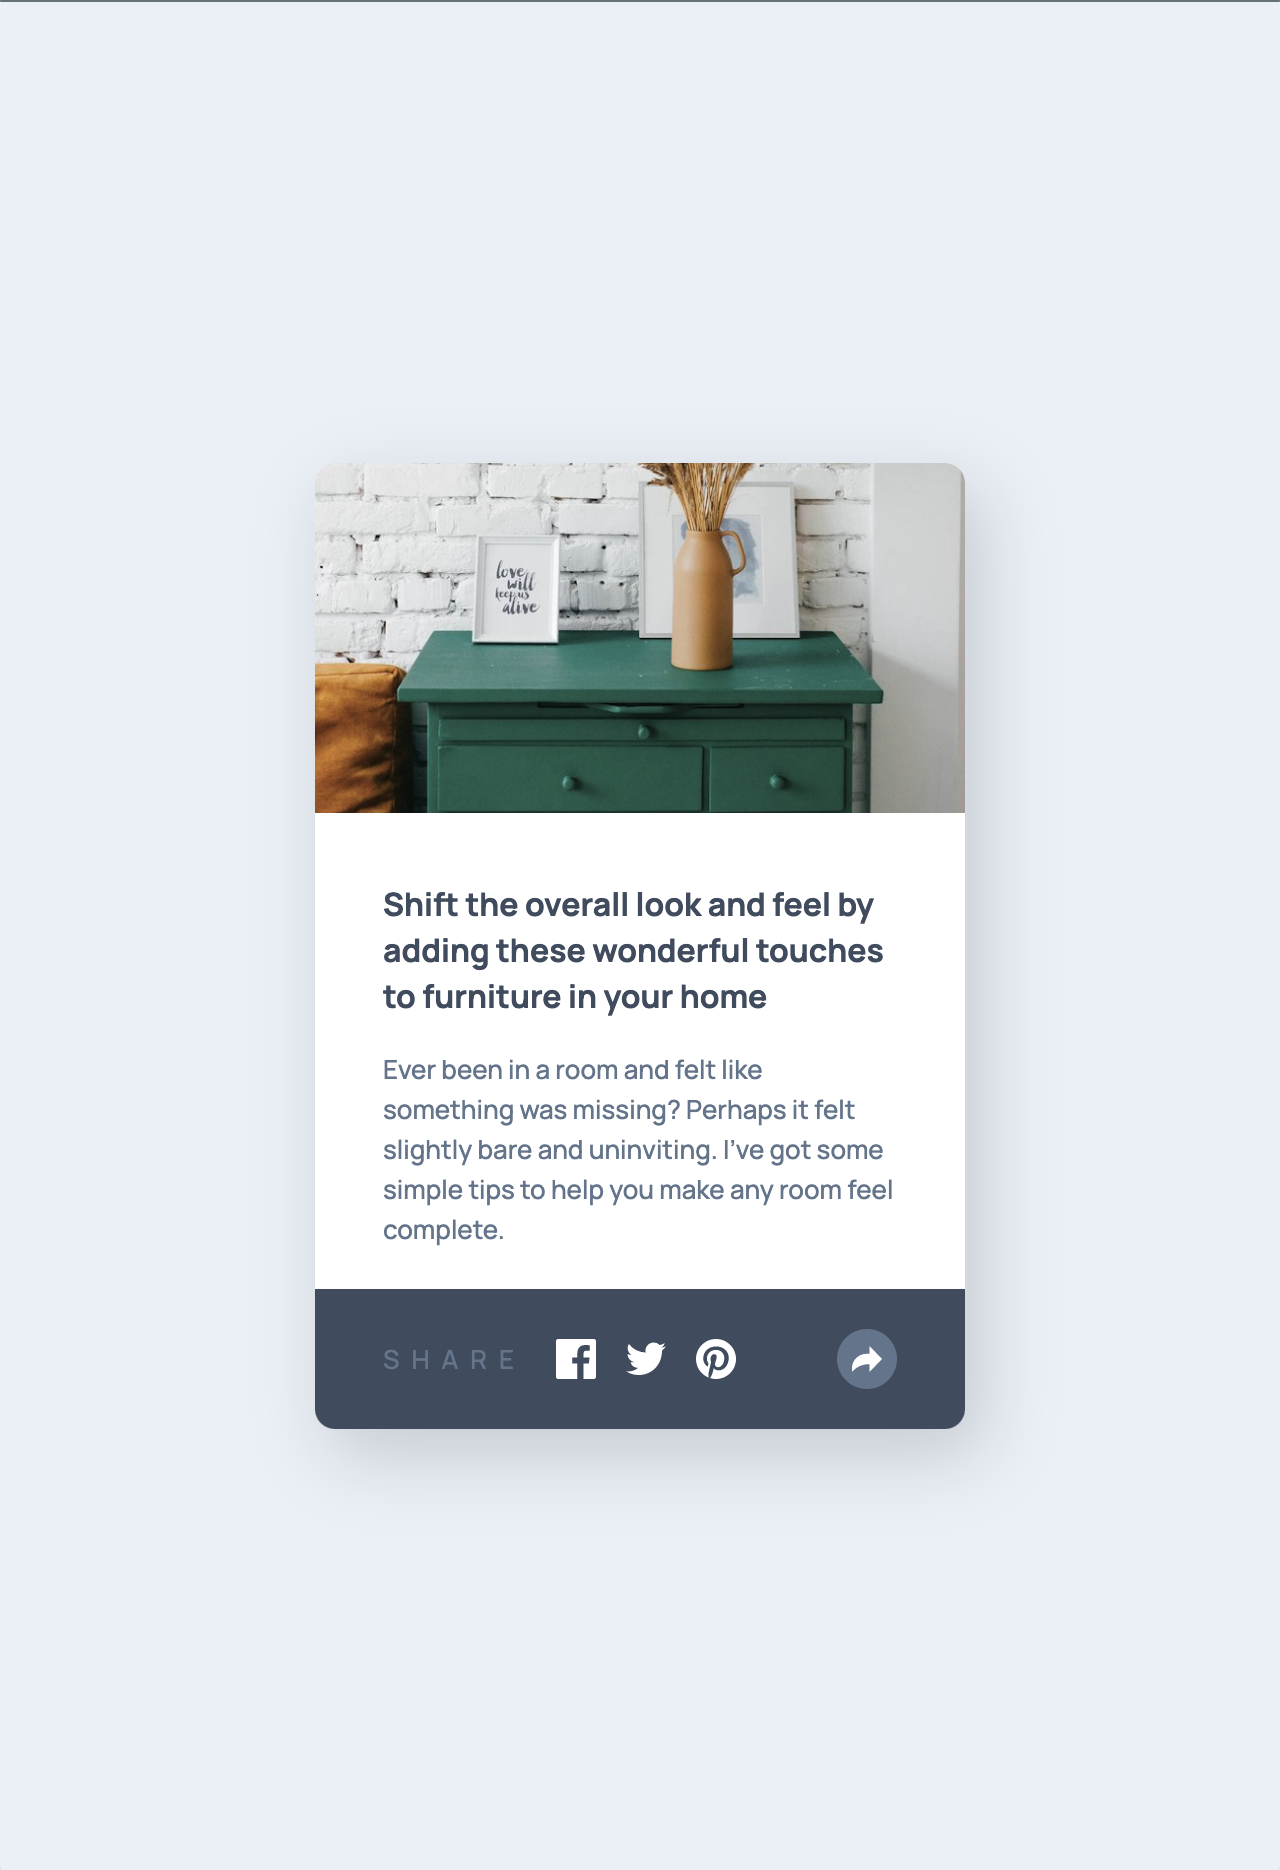 love
will
keep us
alive
Shift the overall look and feel by
adding these wonderful touches
to furniture in your home
Ever been in a room and felt like
something was missing? Perhaps it felt
slightly bare and uninviting. I’ve got some
simple tips to help you make any room feel
complete.
SHARE